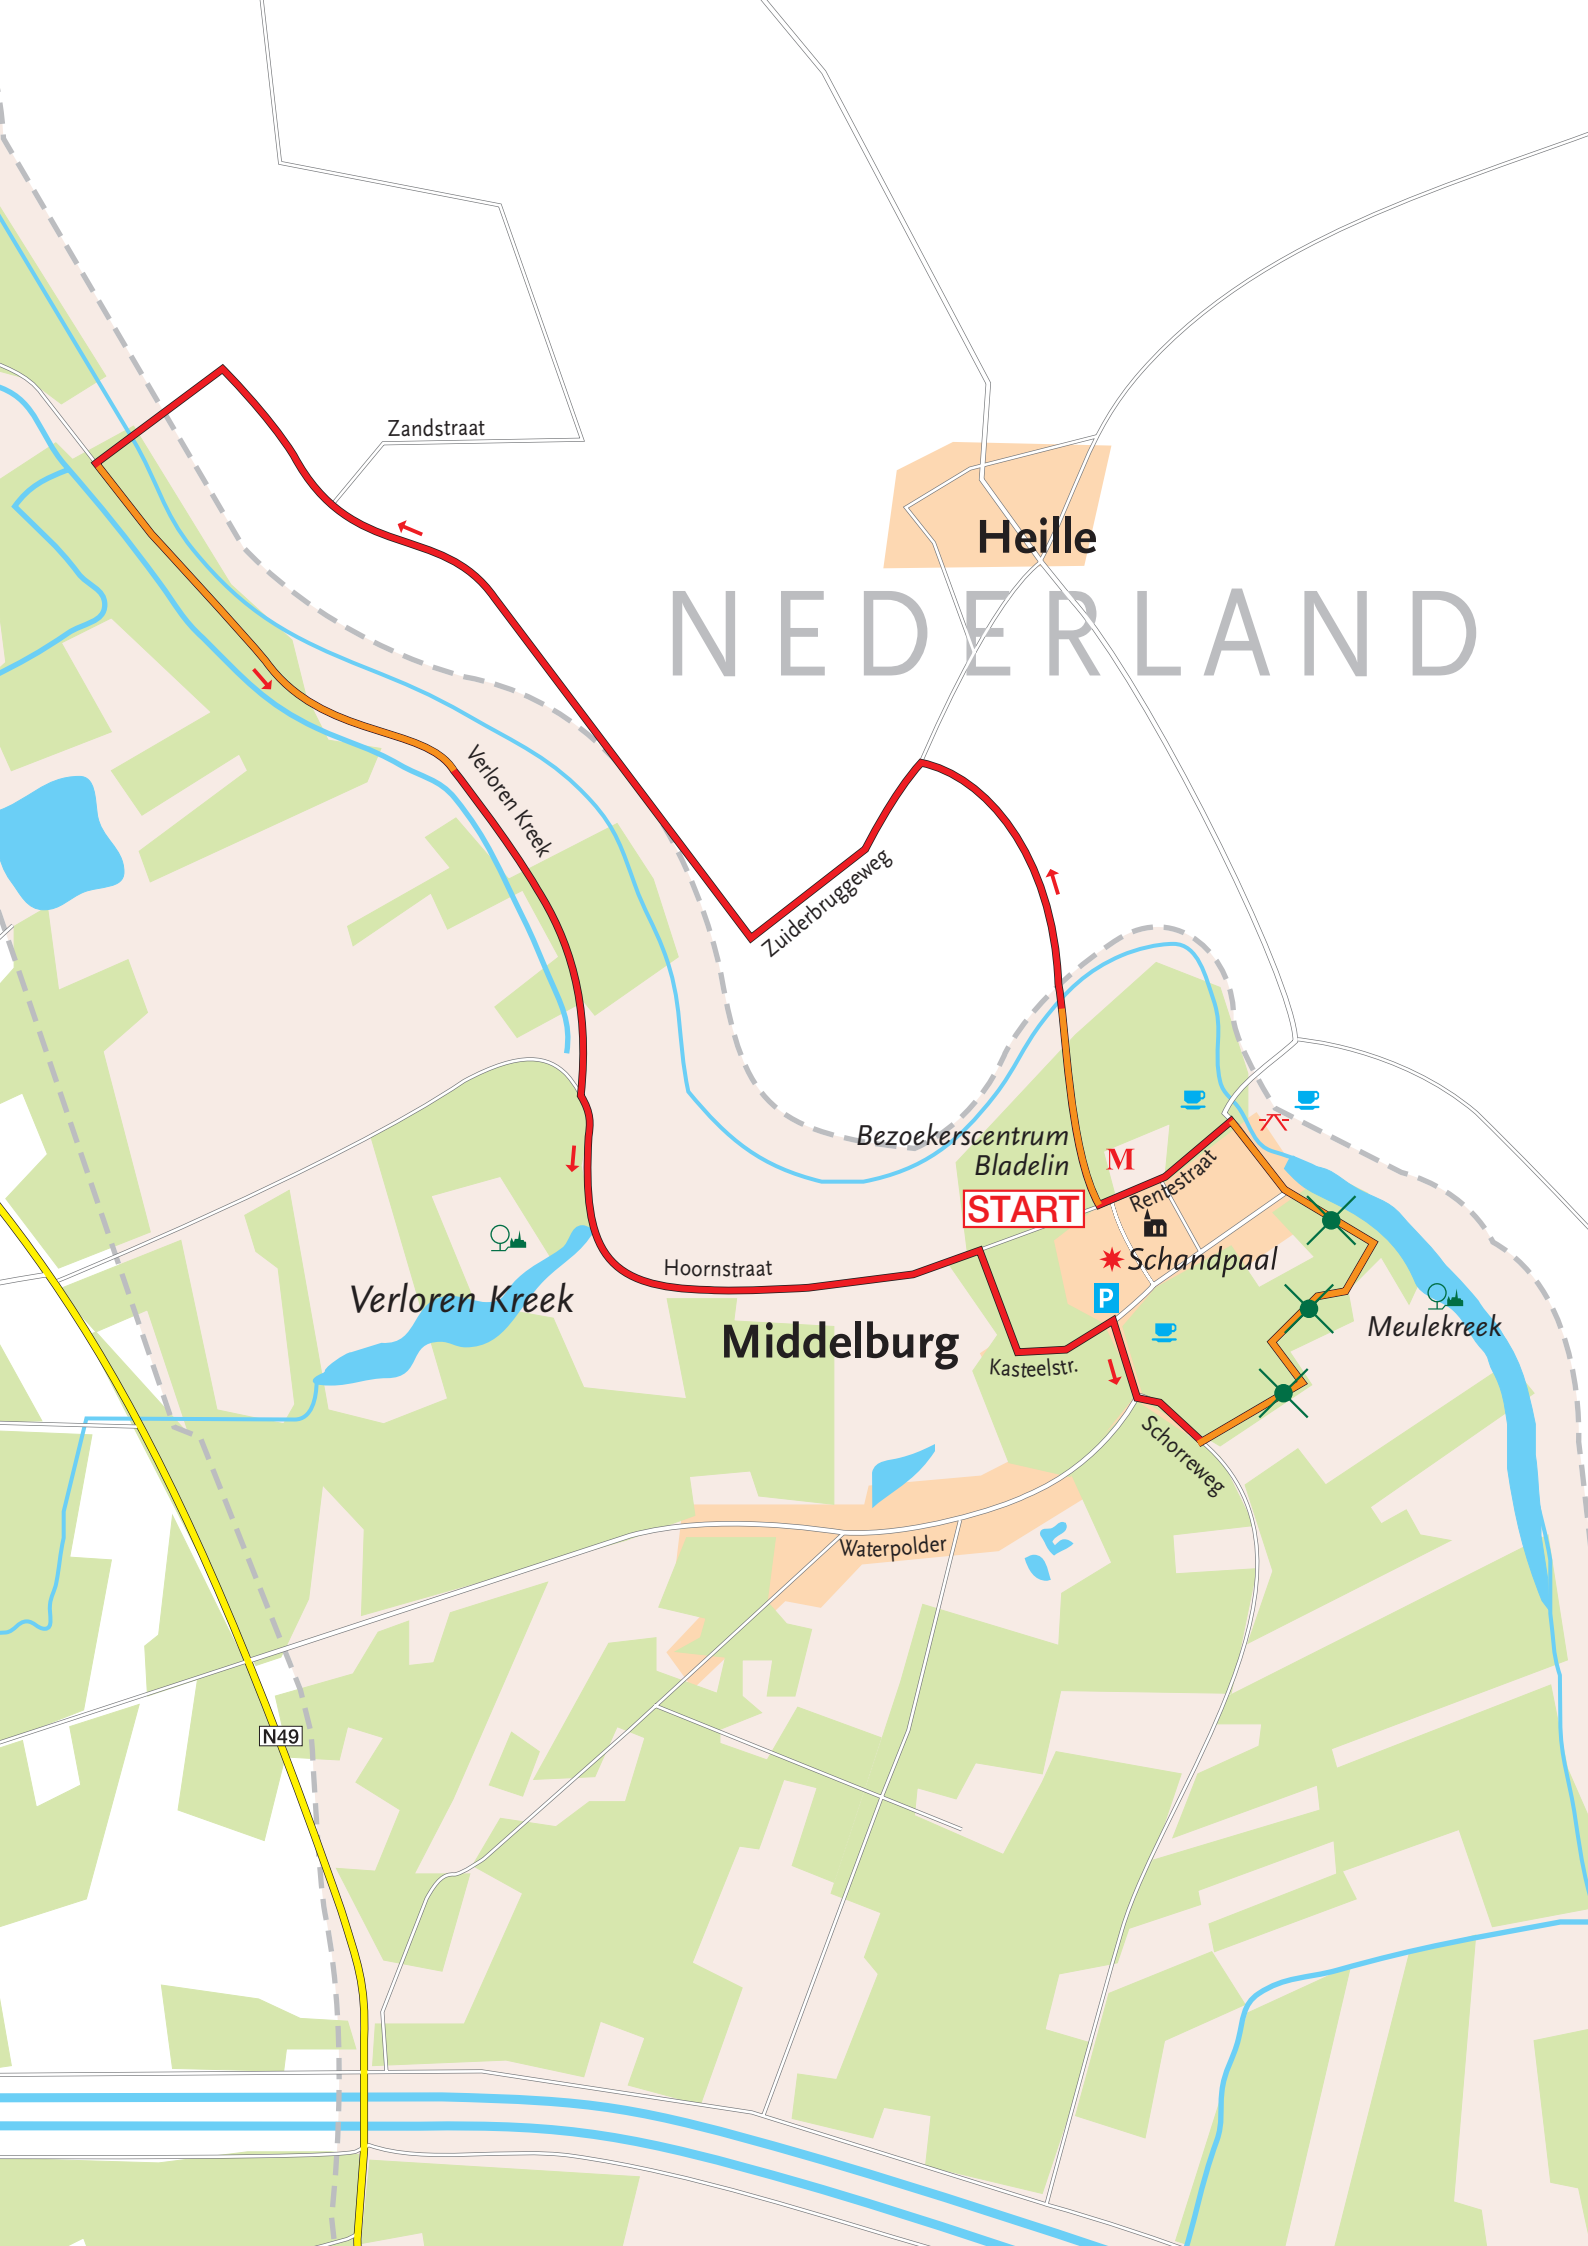 Zandstraat
Heille
NEDERLAND
Verloren Kreek
Zuiderbruggeweg
Bezoekerscentrum
Bladelin
M
START
Rentestraat
Schandpaal
P
Hoornstraat
Verloren Kreek
Middelburg
Kasteelstr.
Meulekreek
Schorreweg
Waterpolder
N49